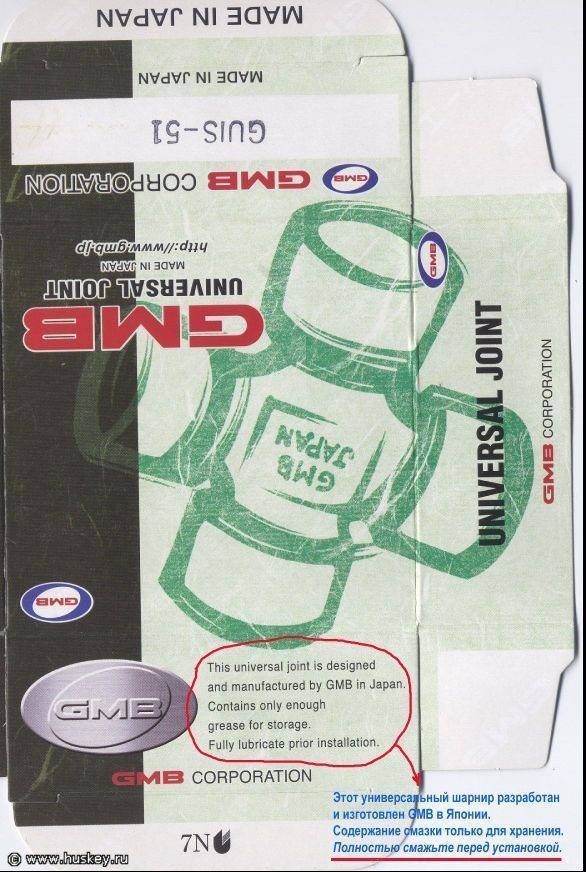 MADE IN JAPAN
MADE IN JAPAN
GUIS-51
GMB CORPORATION
GMB
http://www.gmb.jp
MADE IN JAPAN
UNIVERSAL JOINT
GMB
GMB
UNIVERSAL JOINT
GMB CORPORATION
GMB
JAPAN
GMB
GMB
This universal joint is designed
and manufactured by GMB in Japan.
Contains only enough
grease for storage.
Fully lubricate prior installation.
GMB CORPORATION
Этот универсальный шарнир разработан
и изготовлен GMB в Японии.
Содержание смазки только для хранения.
Полностью смажьте перед установкой.
7N
© www.huskey.ru